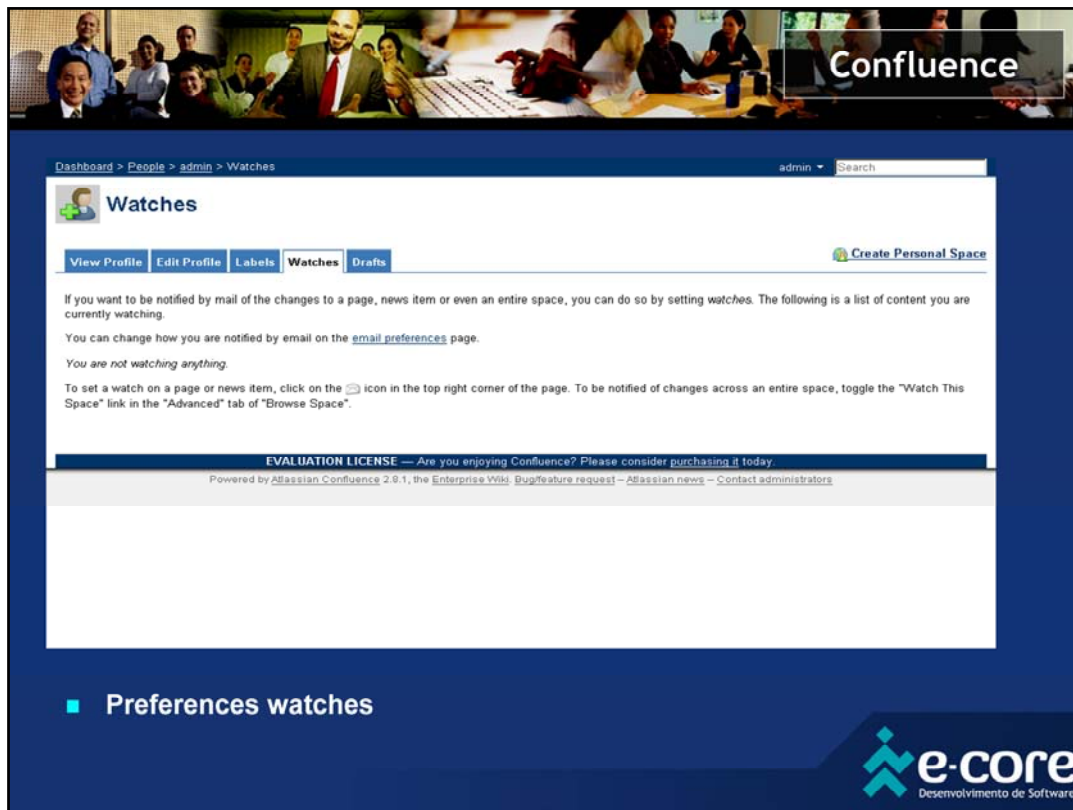 Confluence
Dashboard > People > admin > Watches
admin
Search
Watches
View Profile
Edit Profile
Labels
Watches
Drafts
Create Personal Space
If you want to be notified by mail of the changes to a page, news item or even an entire space, you can do so by setting watches. The following is a list of content you are
currently watching.
You can change how you are notified by email on the email preferences page.
You are not watching anything.
To set a watch on a page or news item, click on the icon in the top right corner of the page. To be notified of changes across an entire space, toggle the "Watch This
Space" link in the "Advanced" tab of "Browse Space".
EVALUATION LICENSE — Are you enjoying Confluence? Please consider purchasing it today.
Powered by Atlassian Confluence 2.8.1, the Enterprise Wiki. Bug/feature request – Atlassian news – Contact administrators
Preferences watches
e-core
Desenvolvimento de Software